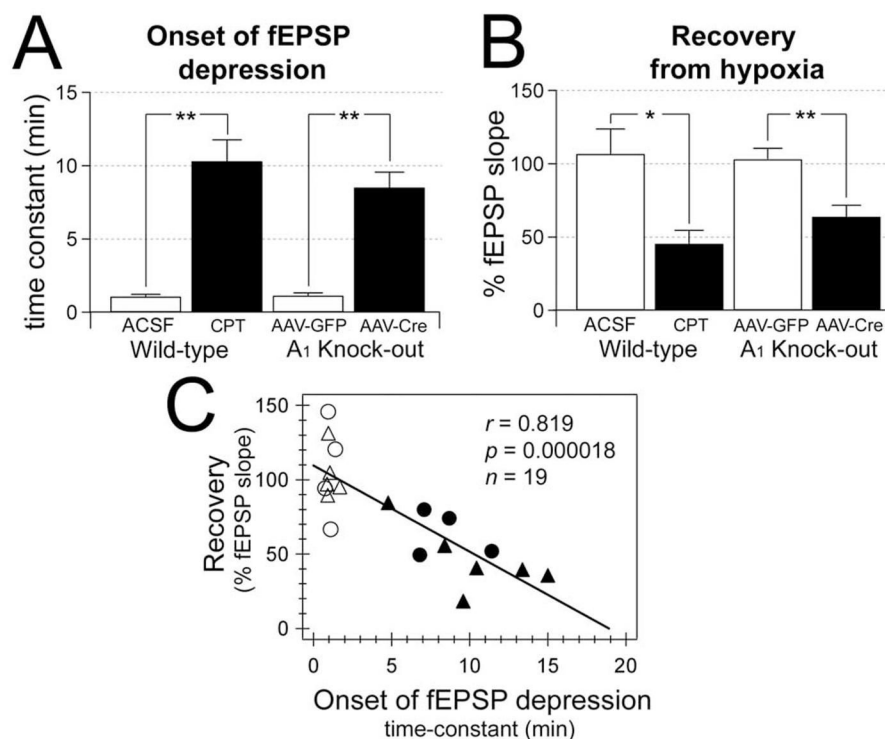 A
Onset of fEPSP
depression
time constant (min)
15
10
5
0
**
**
ACSF CPT AAV-GFP AAV-Cre
Wild-type A₁ Knock-out
B
Recovery
from hypoxia
% fEPSP slope
150
100
50
0
*
**
ACSF CPT AAV-GFP AAV-Cre
Wild-type A₁ Knock-out
C
Recovery
(% fEPSP slope)
150
100
50
0
r = 0.819
p = 0.000018
n = 19
0 5 10 15 20
Onset of fEPSP depression
time-constant (min)